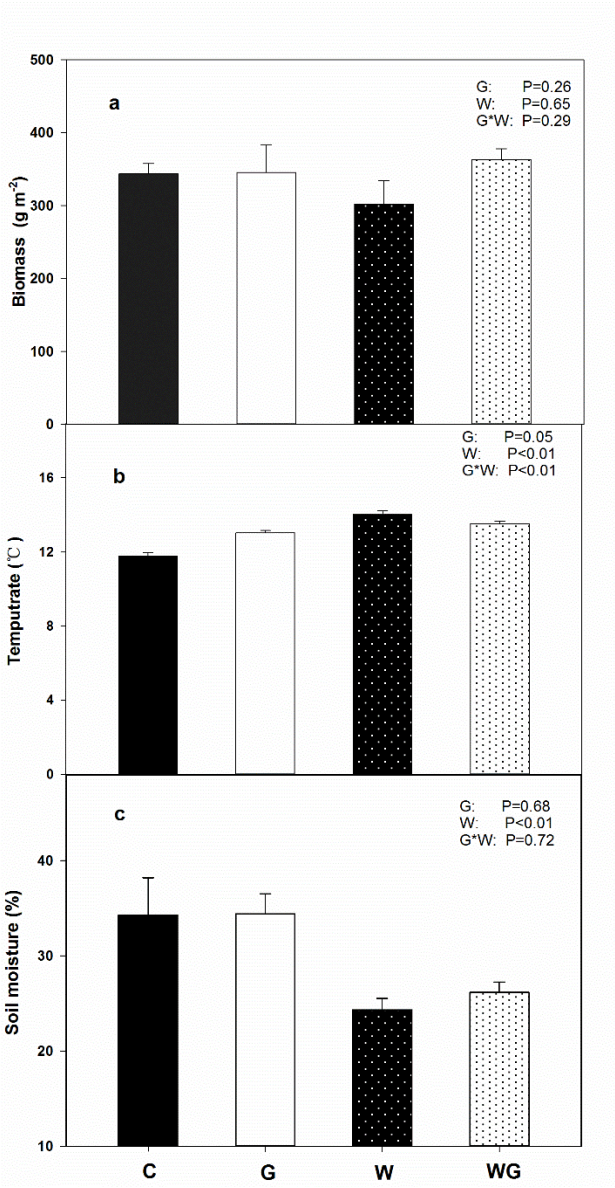 500
a
G: P=0.26
W: P=0.65
G*W: P=0.29
400
300
200
100
0
Biomass (g m-2)
G: P=0.05
W: P<0.01
G*W: P<0.01
16
b
12
8
4
0
Temputrate (℃)
c
G: P=0.68
W: P<0.01
G*W: P=0.72
40
30
20
10
Soil moisture (%)
C G W WG